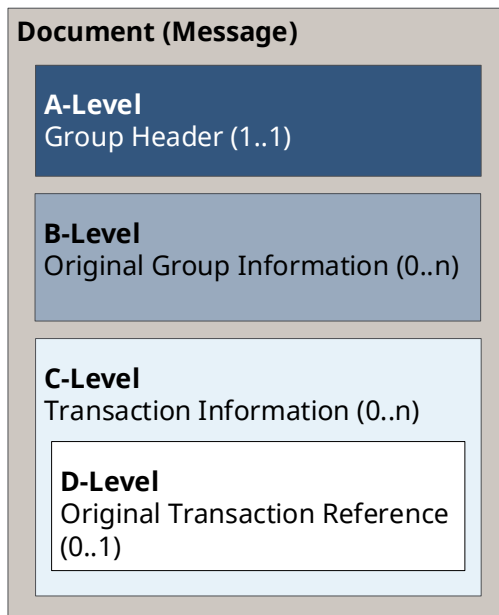 Document (Message)
A-Level
Group Header (1..1)
B-Level
Original Group Information (0..n)
C-Level
Transaction Information (0..n)
D-Level
Original Transaction Reference
(0..1)